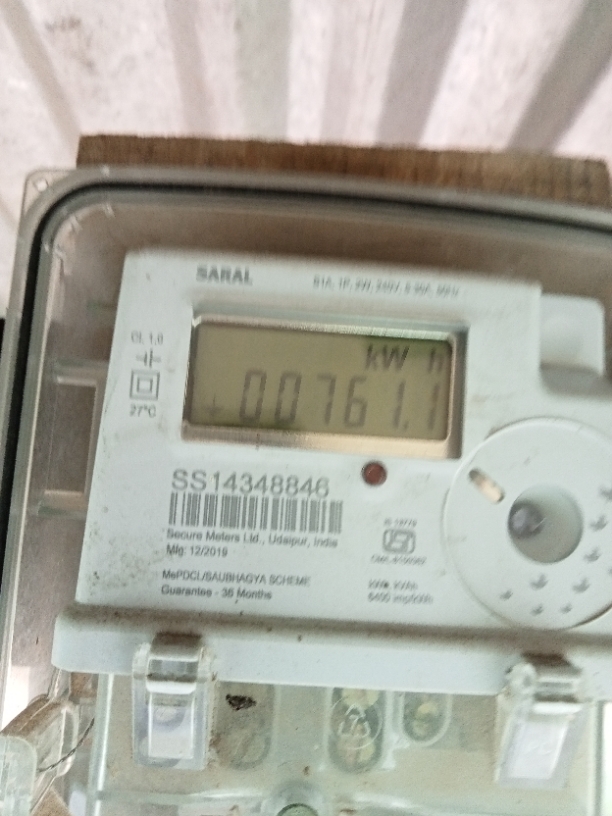 SARAL
CL 1.0
27°C
kW h
00761.1
SS14348846
Secure Meters Ltd., Udaipur, India
Mfg: 12/2019
MePDCL/SAUBHAGYA SCHEME
Guarantee - 36 Months